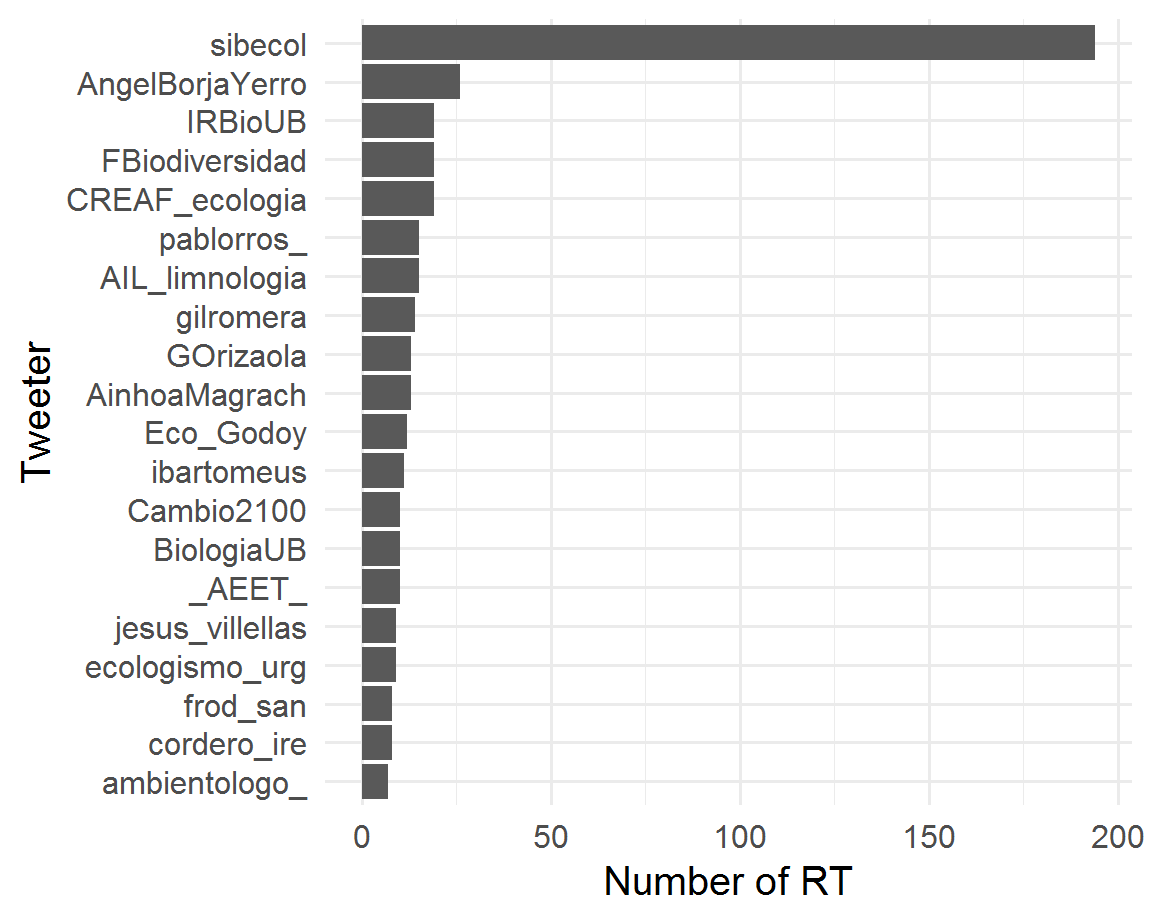 sibecol
AngelBorjaYerro
IRBioUB
FBiodiversidad
CREAF_ecologia
pablorros_
AIL_limnologia
gilromera
GOrizaola
AinhoaMagrach
Eco_Godoy
ibartomeus
Cambio2100
BiologiaUB
_AEET_
jesus_villellas
ecologismo_urg
frod_san
cordero_ire
ambientologo_
Tweeter
0 50 100 150 200
Number of RT